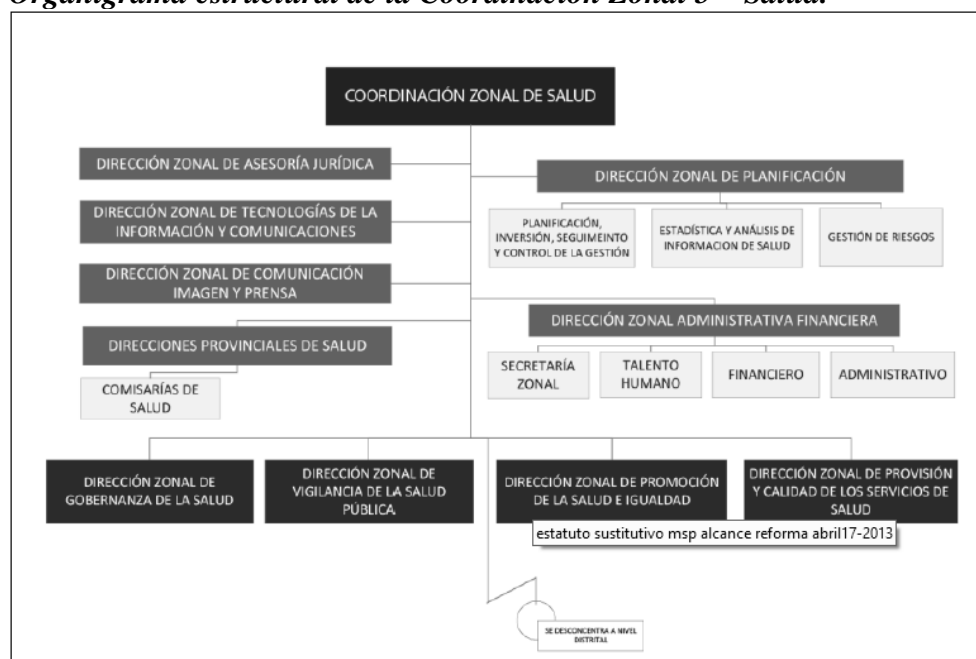 Organigrama estructural de la Coordinación Zonal 3 – Salud.
COORDINACIÓN ZONAL DE SALUD
DIRECCIÓN ZONAL DE ASESORÍA JURÍDICA
DIRECCIÓN ZONAL DE PLANIFICACIÓN
DIRECCIÓN ZONAL DE TECNOLOGÍAS DE LA
INFORMACIÓN Y COMUNICACIONES
PLANIFICACIÓN,
INVERSIÓN, SEGUIMEINTO
Y CONTROL DE LA GESTIÓN
ESTADÍSTICA Y ANÁLISIS DE
INFORMACION DE SALUD
GESTIÓN DE RIESGOS
DIRECCIÓN ZONAL DE COMUNICACIÓN
IMAGEN Y PRENSA
DIRECCIÓN ZONAL ADMINISTRATIVA FINANCIERA
DIRECCIONES PROVINCIALES DE SALUD
SECRETARÍA
ZONAL
TALENTO
HUMANO
FINANCIERO
ADMINISTRATIVO
COMISARÍAS DE
SALUD
DIRECCIÓN ZONAL DE
GOBERNANZA DE LA SALUD
DIRECCIÓN ZONAL DE
VIGILANCIA DE LA SALUD
PÚBLICA
DIRECCIÓN ZONAL DE PROMOCIÓN
DE LA SALUD E IGUALDAD
DIRECCIÓN ZONAL DE PROVISIÓN
Y CALIDAD DE LOS SERVICIOS DE
SALUD
estatuto sustitutivo msp alcance reforma abril17-2013
SE DESCONCENTRA A NIVEL
DISTRITAL